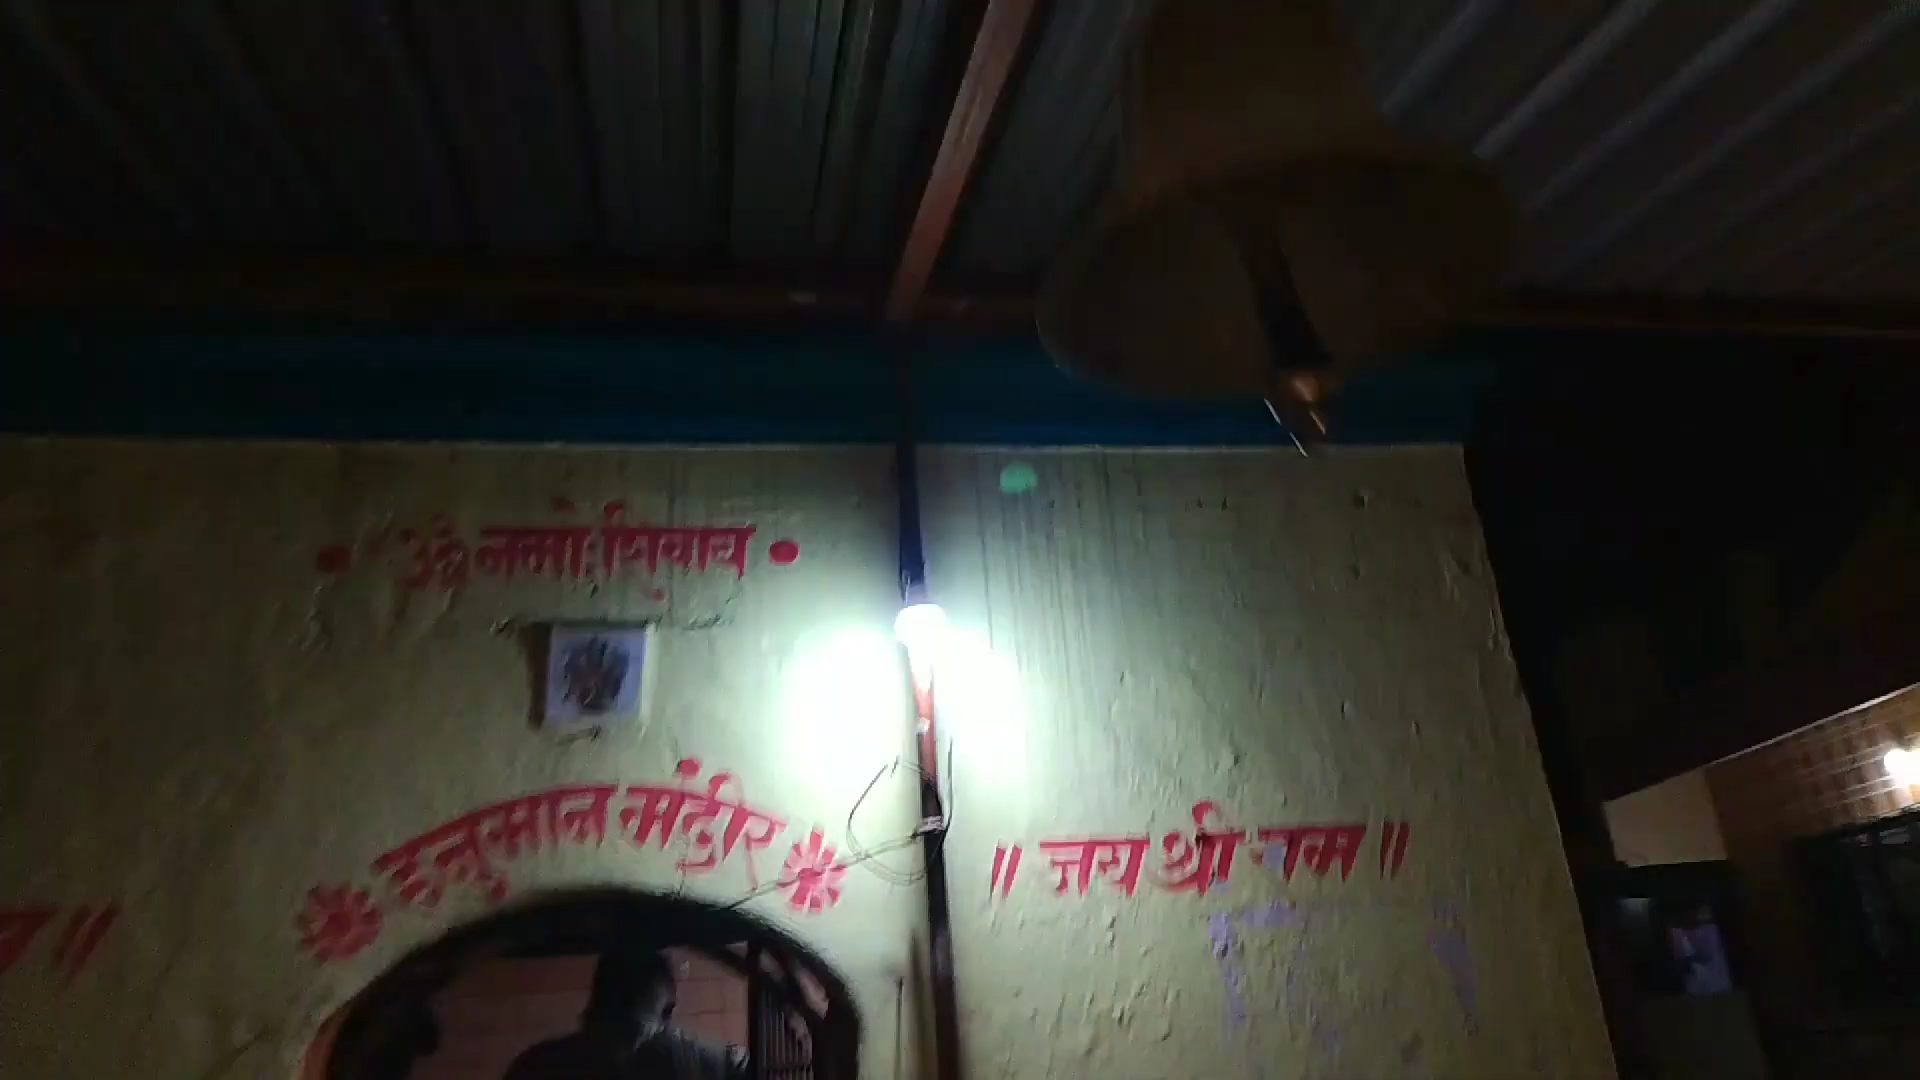 ॐ नमो: शिवाय
हनुमान मंदीर
॥ जय श्री राम ॥
॥